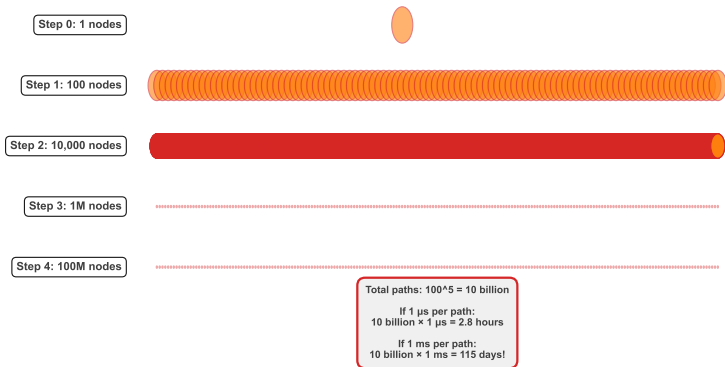 Step 0: 1 nodes
Step 1: 100 nodes
Step 2: 10,000 nodes
Step 3: 1M nodes
Step 4: 100M nodes
Total paths: 100^5 = 10 billion
If 1 µs per path:
10 billion × 1 µs = 2.8 hours
If 1 ms per path:
10 billion × 1 ms = 115 days!